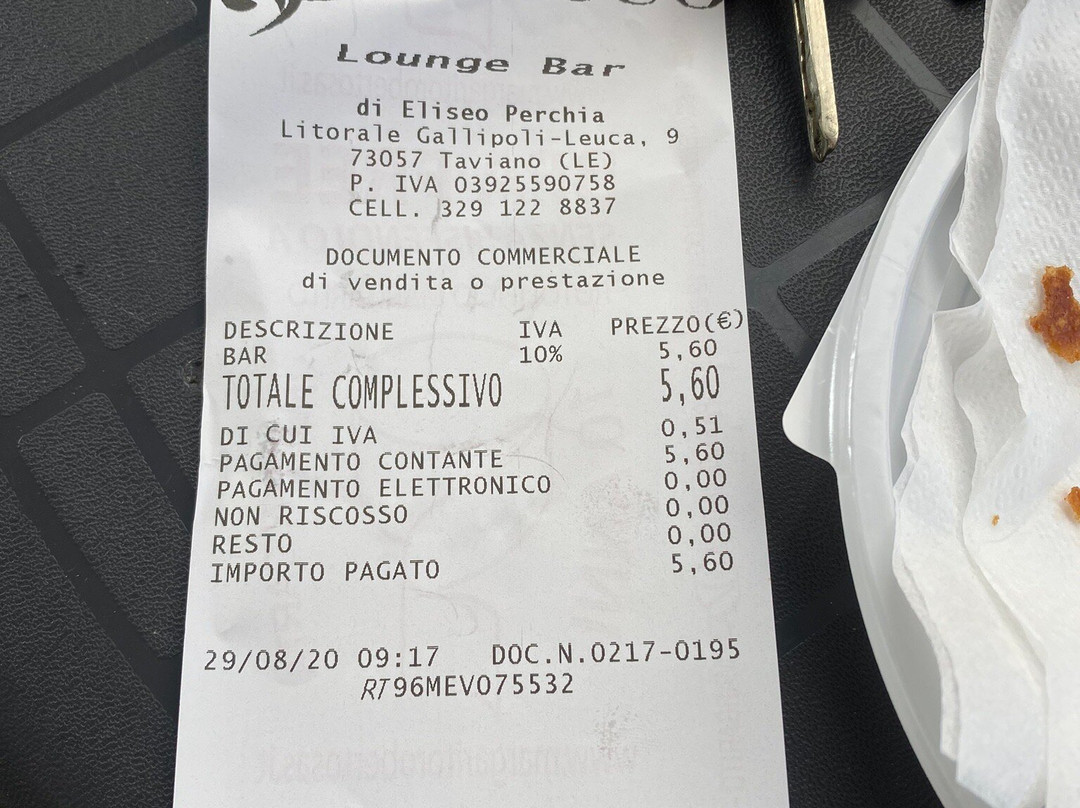 Lounge Bar
di Eliseo Perchia
Litorale Gallipoli-Leuca, 9
73057 Taviano (LE)
P. IVA 03925590758
CELL. 329 122 8837
DOCUMENTO COMMERCIALE
di vendita o prestazione
DESCRIZIONE IVA PREZZO(€)
BAR 10% 5,60
TOTALE COMPLESSIVO 5,60
DI CUI IVA 0,51
PAGAMENTO CONTANTE 5,60
PAGAMENTO ELETTRONICO 0,00
NON RISCOSSO 0,00
RESTO 0,00
IMPORTO PAGATO 5,60
29/08/20 09:17 DOC.N.0217-0195
RT96MEV075532